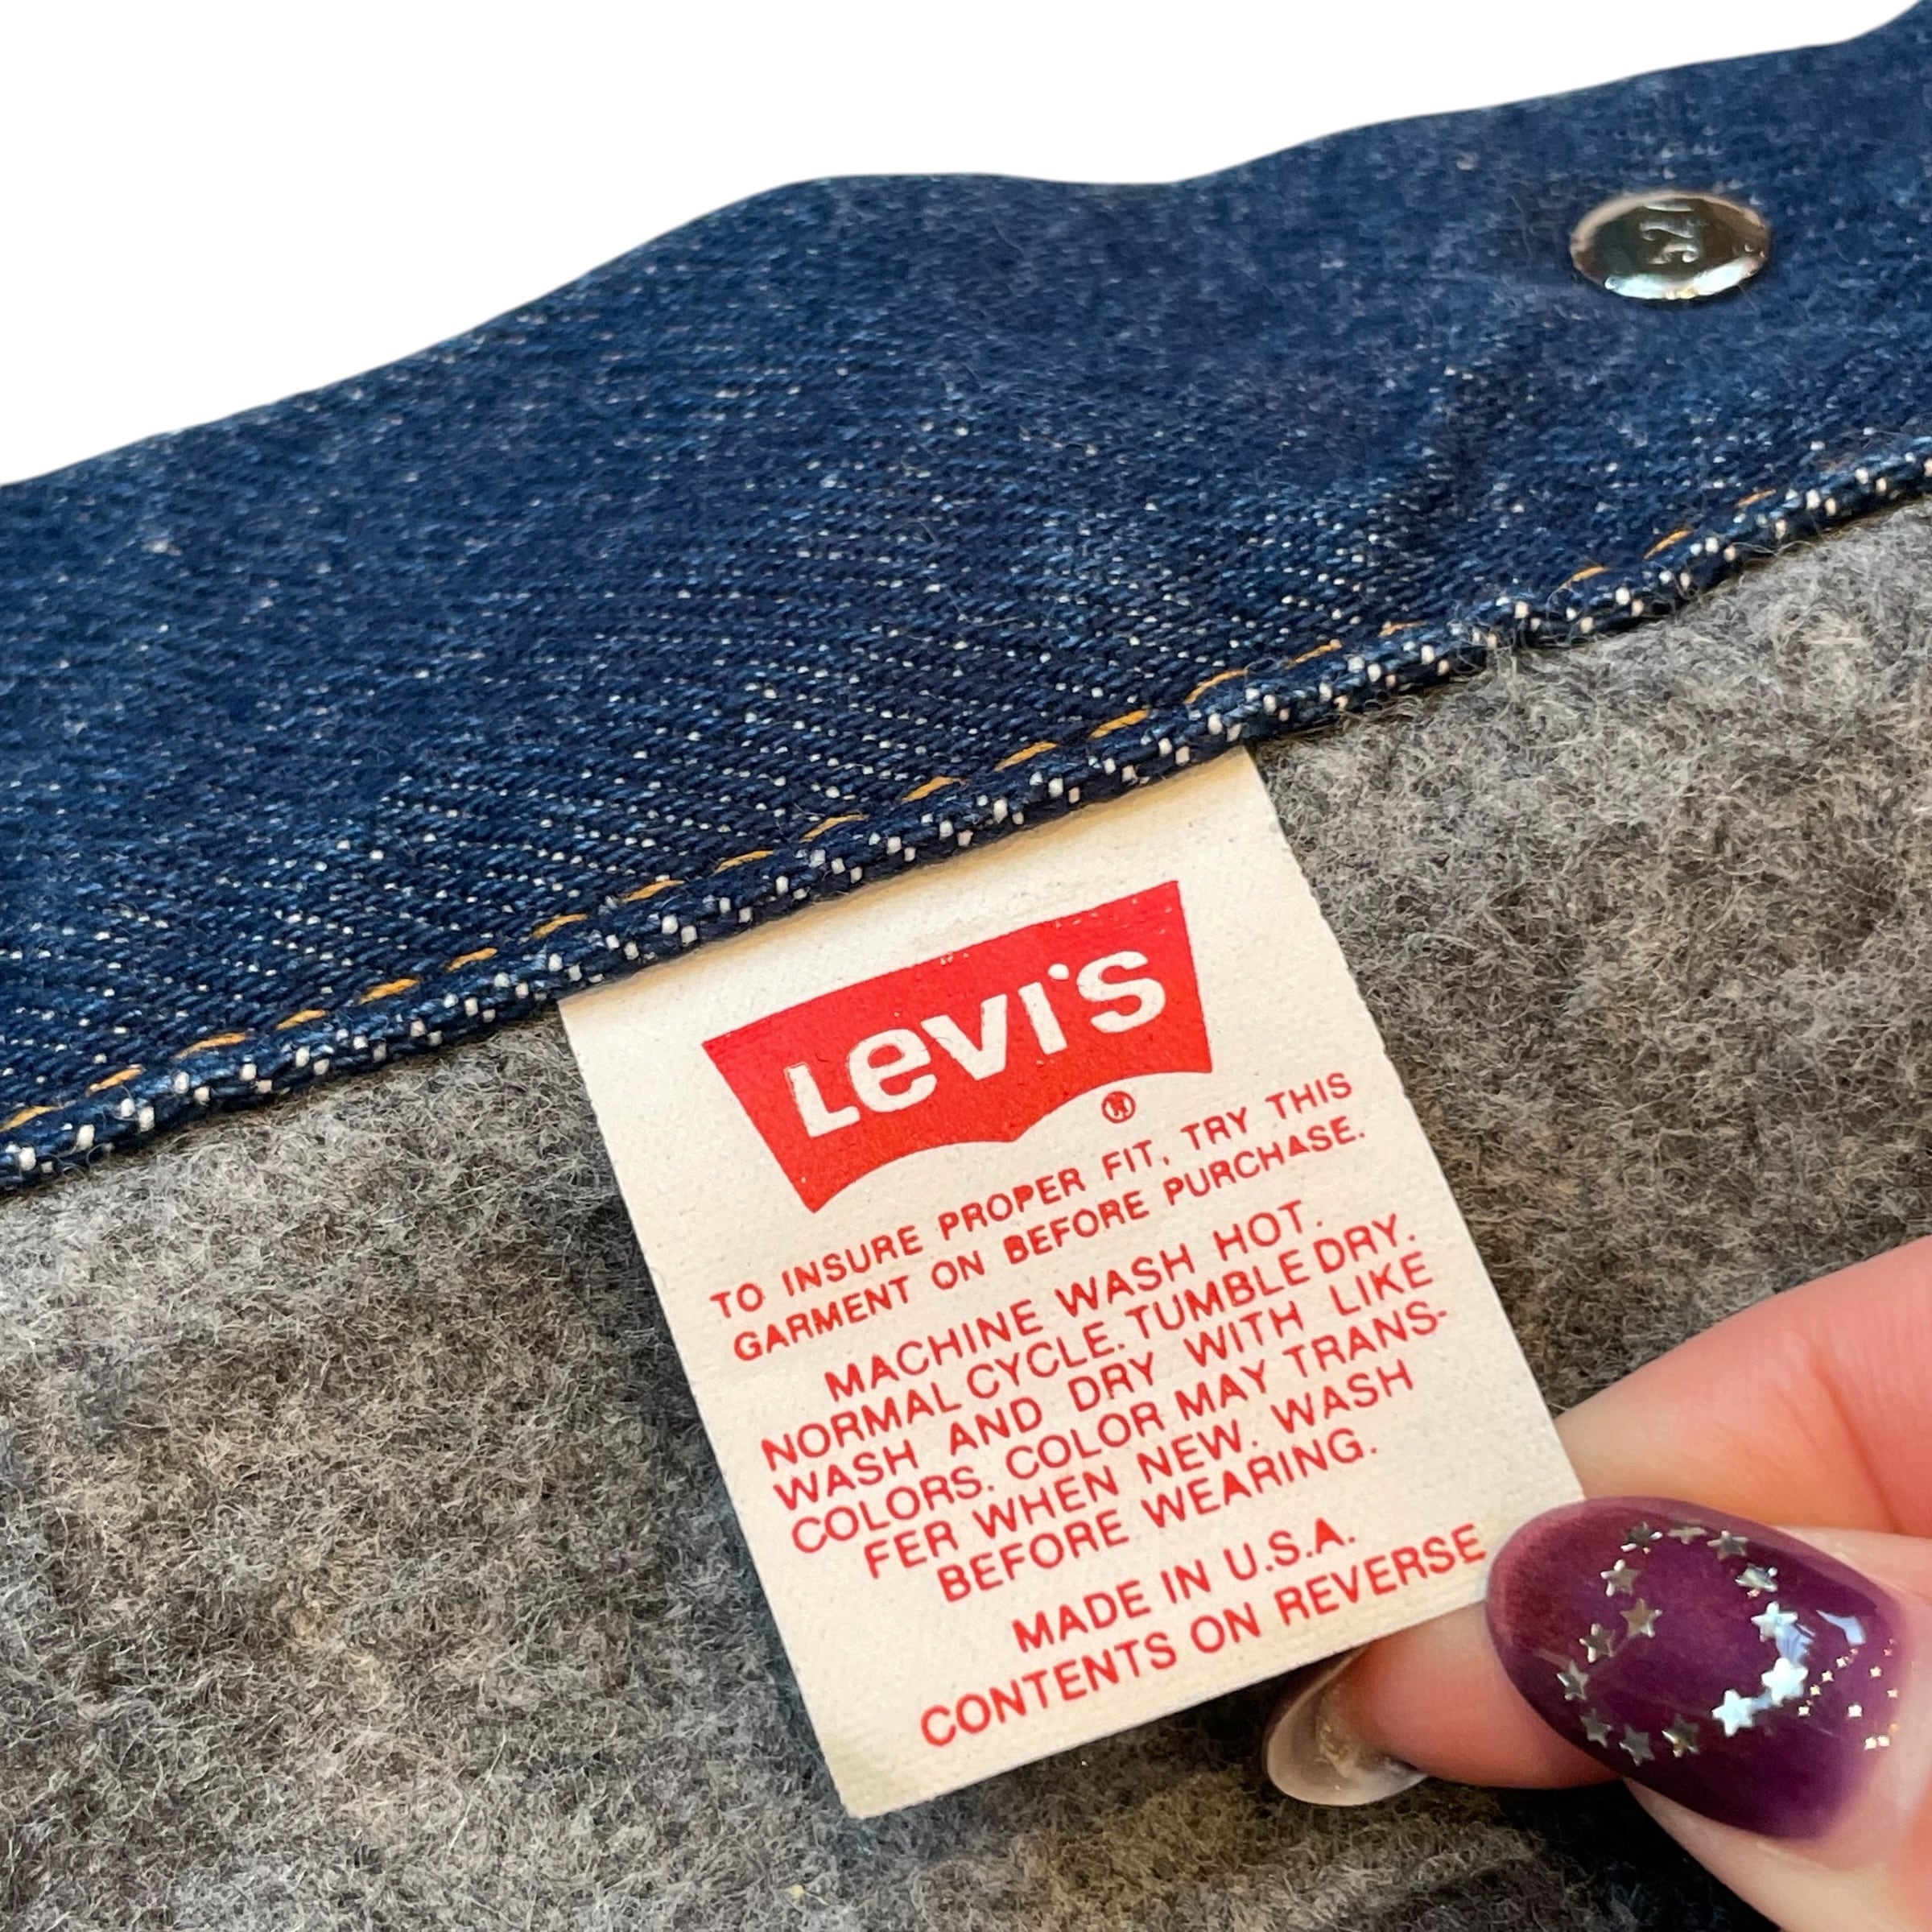 52
Levi's
®
TO INSURE PROPER FIT, TRY THIS
GARMENT ON BEFORE PURCHASE.
MACHINE WASH HOT.
NORMAL CYCLE. TUMBLE DRY.
WASH AND DRY WITH LIKE
COLORS. COLOR MAY TRANS-
FER WHEN NEW. WASH
BEFORE WEARING.
MADE IN U.S.A.
CONTENTS ON REVERSE